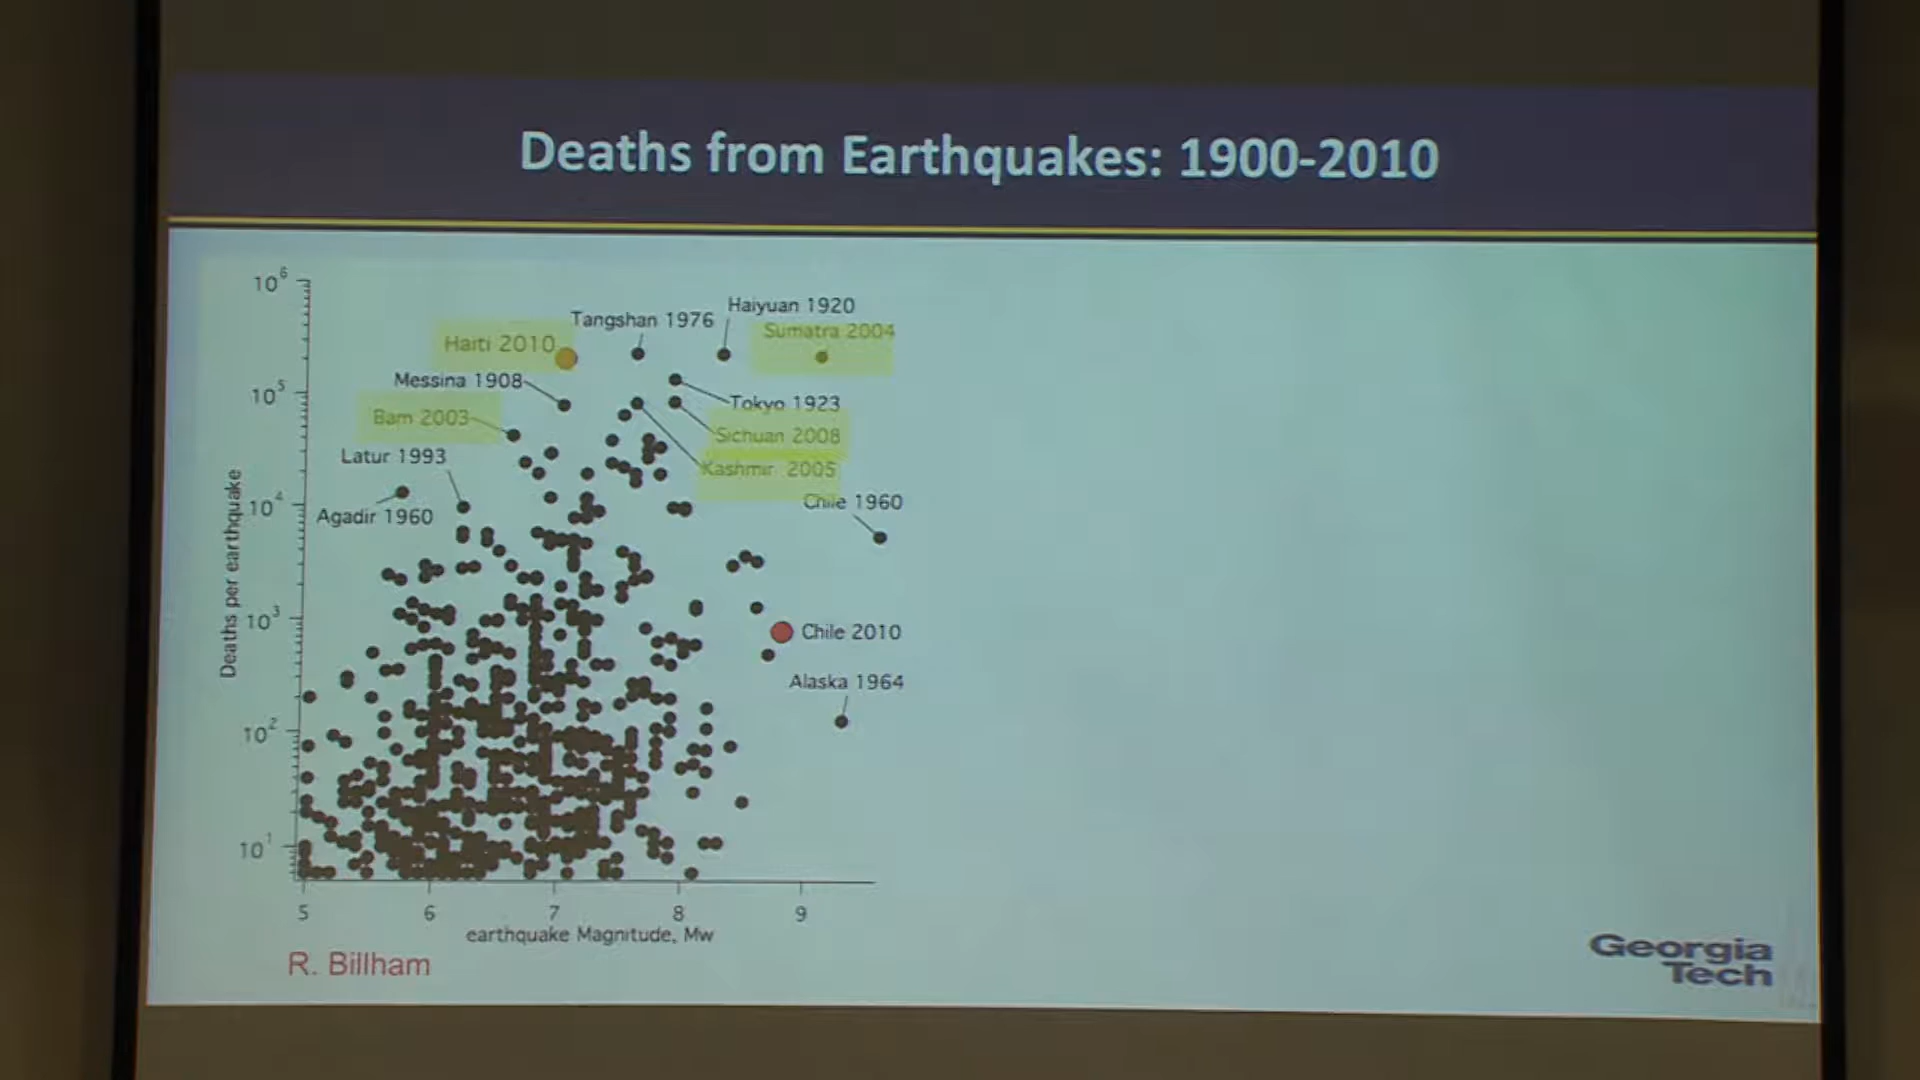 Deaths from Earthquakes: 1900-2010
10^6
Haiyuan 1920
Tangshan 1976
Sumatra 2004
Haiti 2010
Messina 1908
10^5
Tokyo 1923
Bam 2003
Sichuan 2008
Latur 1993
Kashmir 2005
10^4
Chile 1960
Agadir 1960
Deaths per earthquake
10^3
Chile 2010
Alaska 1964
10^2
10^1
5 6 7 8 9
earthquake Magnitude, Mw
R. Billham
Georgia
Tech